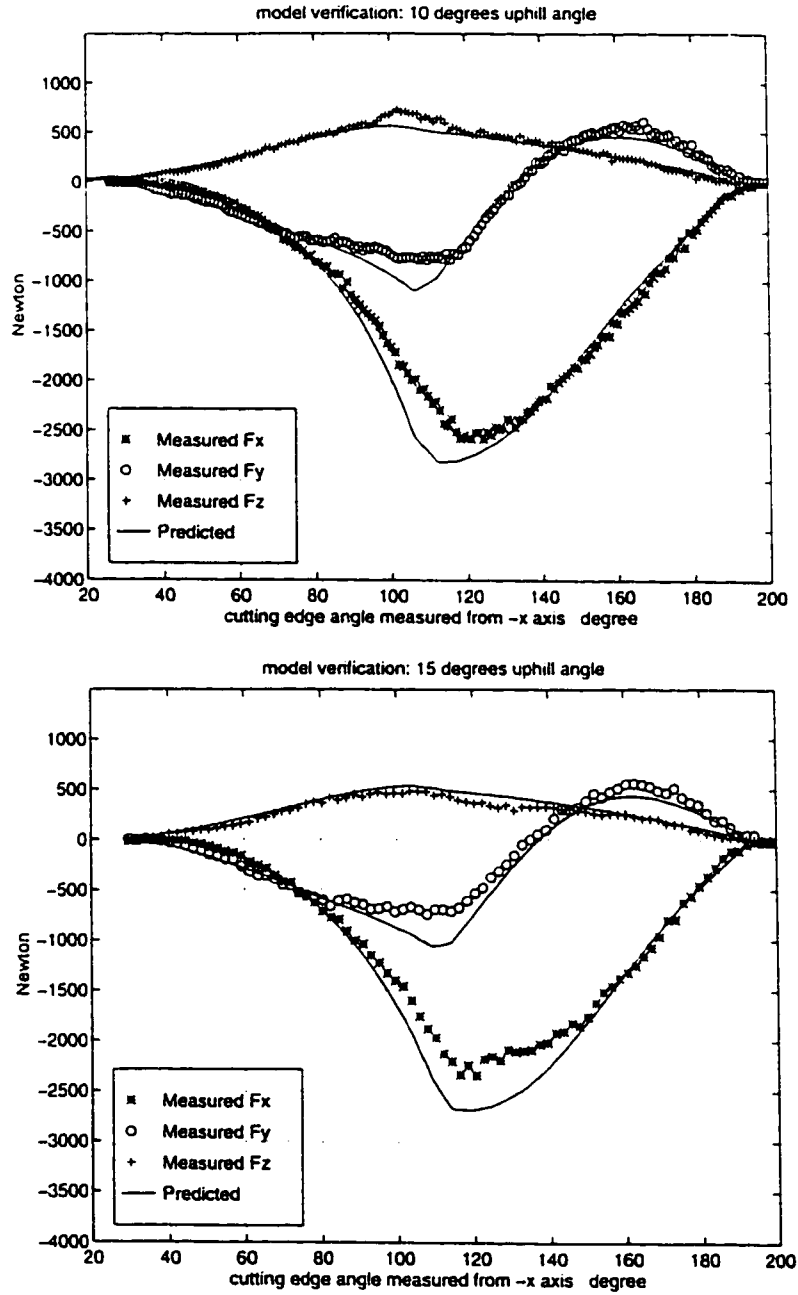 model verification: 10 degrees uphill angle
1000
500
0
−500
−1000
−1500
−2000
−2500
−3000
−3500
−4000
Newton
Measured Fx
Measured Fy
Measured Fz
Predicted
20 40 60 80 100 120 140 160 180 200
cutting edge angle measured from −x axis degree
model verification: 15 degrees uphill angle
1000
500
0
−500
−1000
−1500
−2000
−2500
−3000
−3500
−4000
Newton
Measured Fx
Measured Fy
Measured Fz
Predicted
20 40 60 80 100 120 140 160 180 200
cutting edge angle measured from −x axis degree